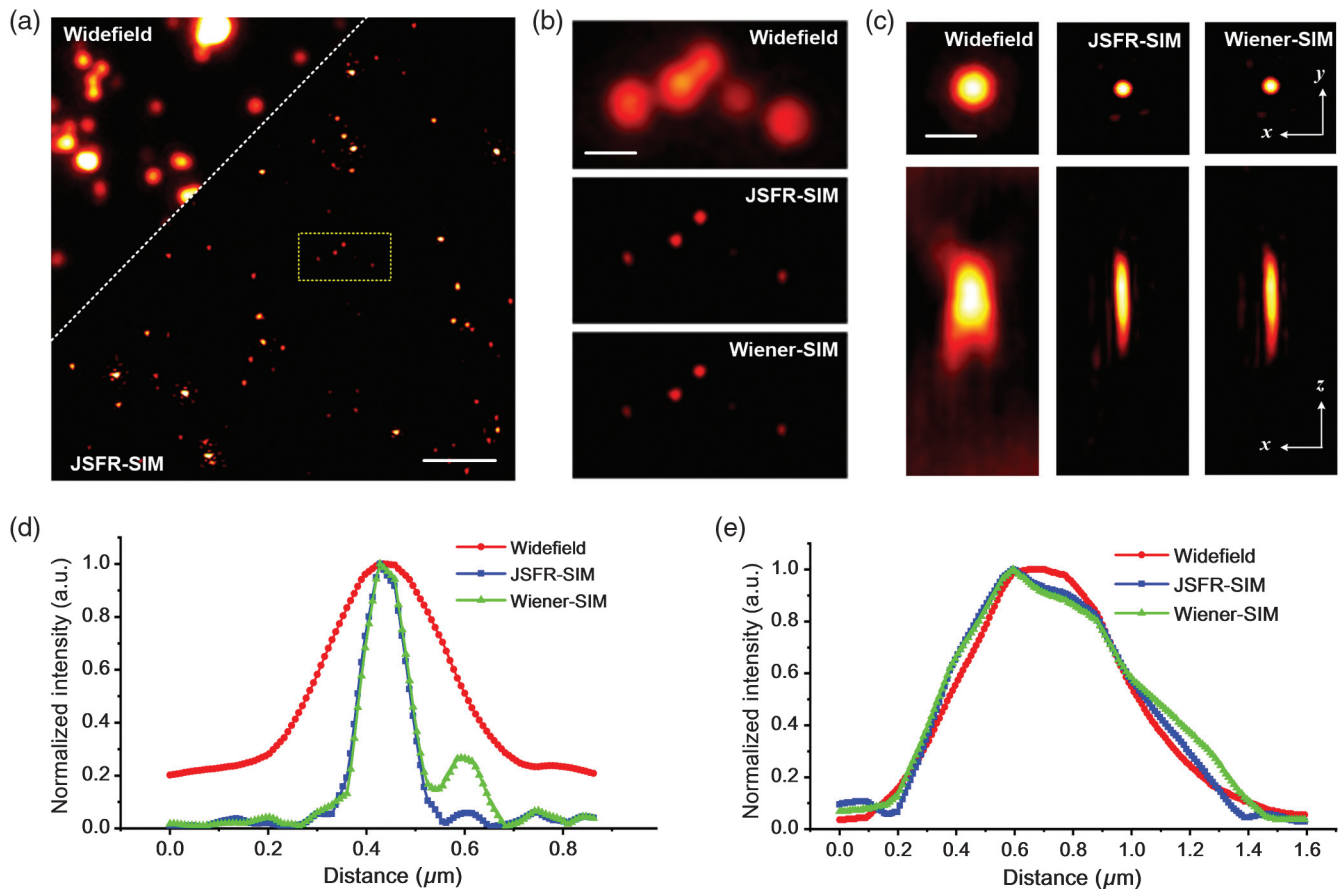 (a)
Widefield
JSFR-SIM
(b)
Widefield
JSFR-SIM
Wiener-SIM
(c)
Widefield
JSFR-SIM
Wiener-SIM
y
x
z
x
(d)
Normalized intensity (a.u.)
1.0
0.8
0.6
0.4
0.2
0.0
Widefield
JSFR-SIM
Wiener-SIM
0.0 0.2 0.4 0.6 0.8
Distance (μm)
(e)
Normalized intensity (a.u.)
1.0
0.8
0.6
0.4
0.2
0.0
Widefield
JSFR-SIM
Wiener-SIM
0.0 0.2 0.4 0.6 0.8 1.0 1.2 1.4 1.6
Distance (μm)